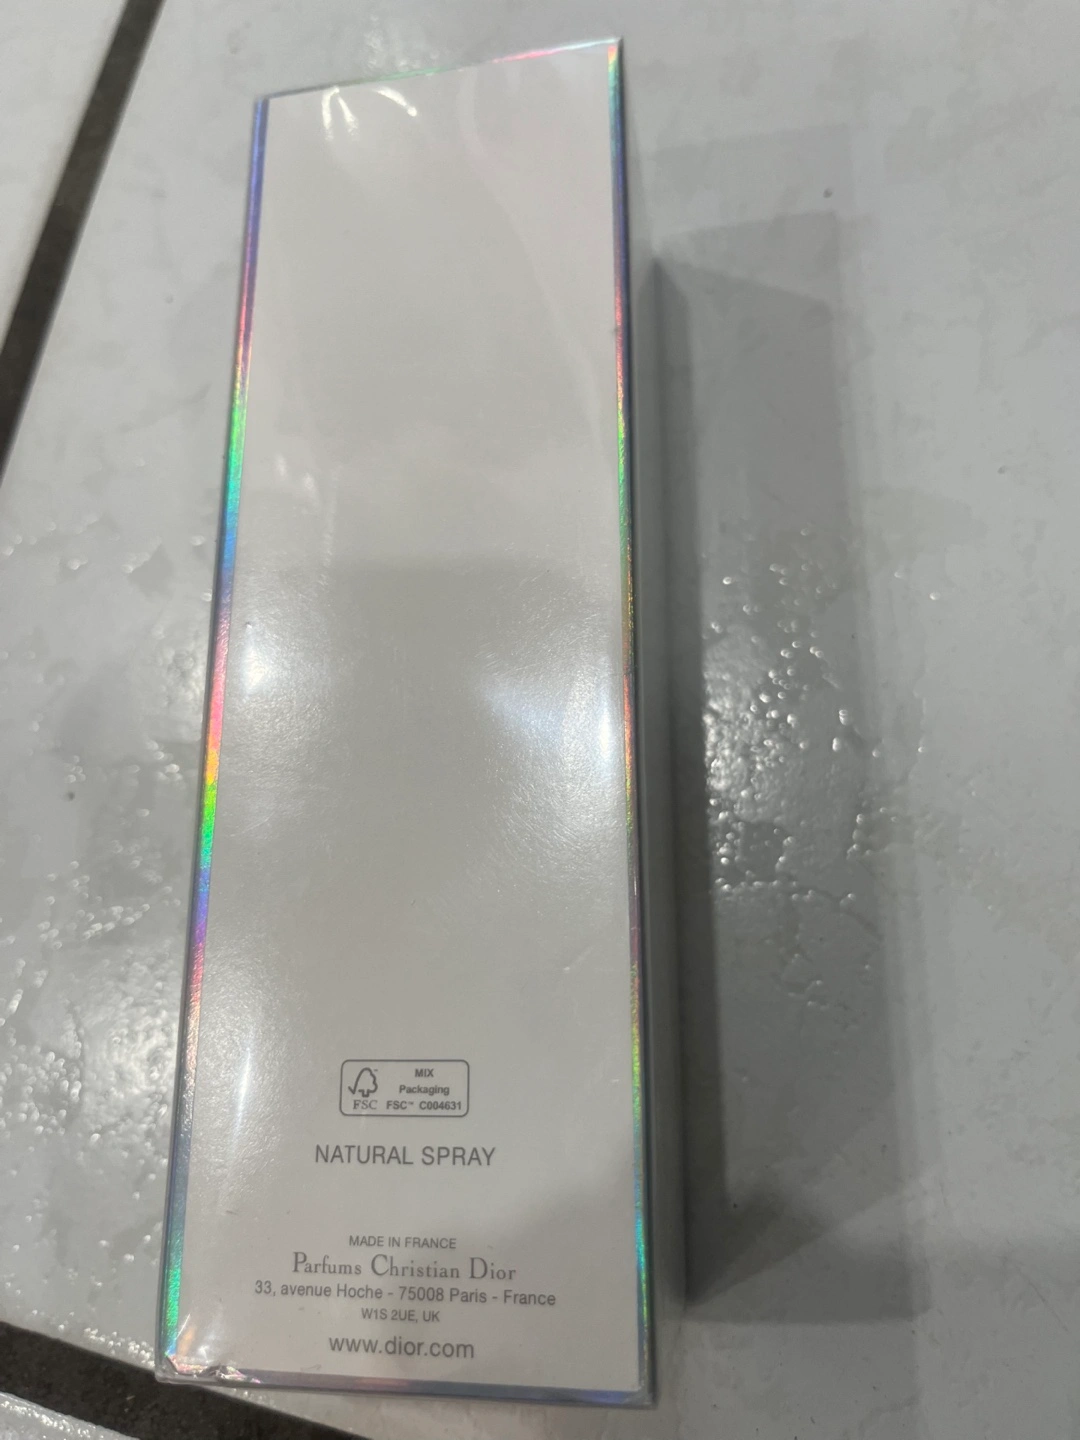 MIX
Packaging
FSC FSC™ C004631
NATURAL SPRAY
MADE IN FRANCE
Parfums Christian Dior
33, avenue Hoche - 75008 Paris - France
W1S 2UE, UK
www.dior.com